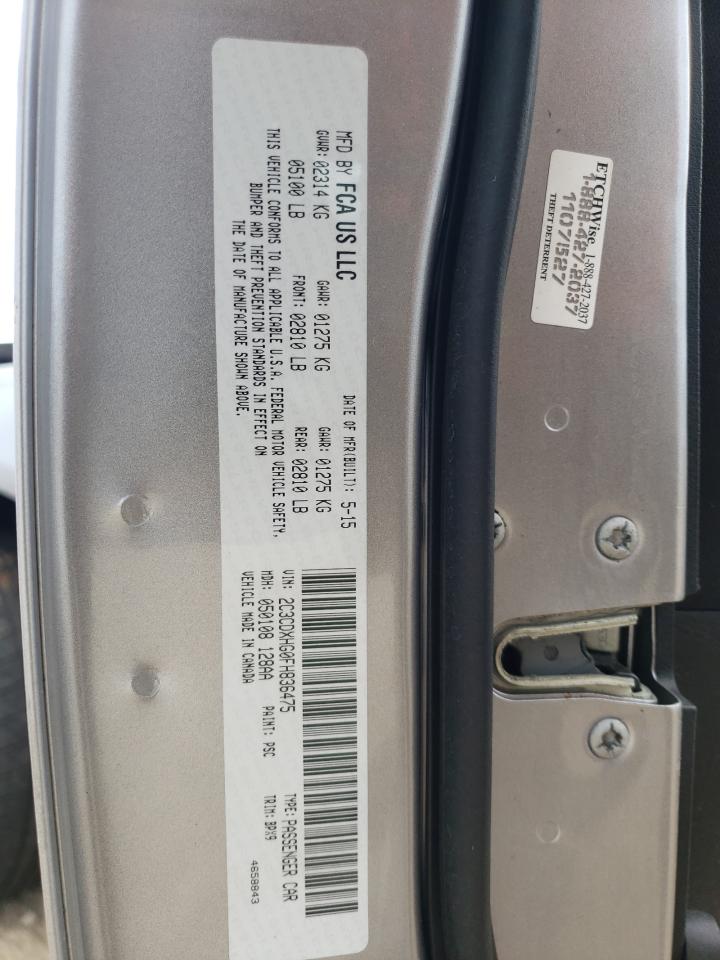 MFD BY FCA US LLC
DATE OF MFR(BUILT): 5-15
GVWR: 02314 KG
GAWR: 01275 KG
GAWR: 01275 KG
05100 LB
FRONT: 02810 LB
REAR: 02810 LB
THIS VEHICLE CONFORMS TO ALL APPLICABLE U.S.A. FEDERAL MOTOR VEHICLE SAFETY,
BUMPER AND THEFT PREVENTION STANDARDS IN EFFECT ON
THE DATE OF MANUFACTURE SHOWN ABOVE.
VIN: 2C3CDXHG0FH836475
TYPE: PASSENGER CAR
MDH: 050108 128AA
PAINT: PSC
TRIM: BPX9
VEHICLE MADE IN CANADA
4658843
ETCHWise 1-888-427-2037
1-888-427-2037
11071527
THEFT DETERRENT